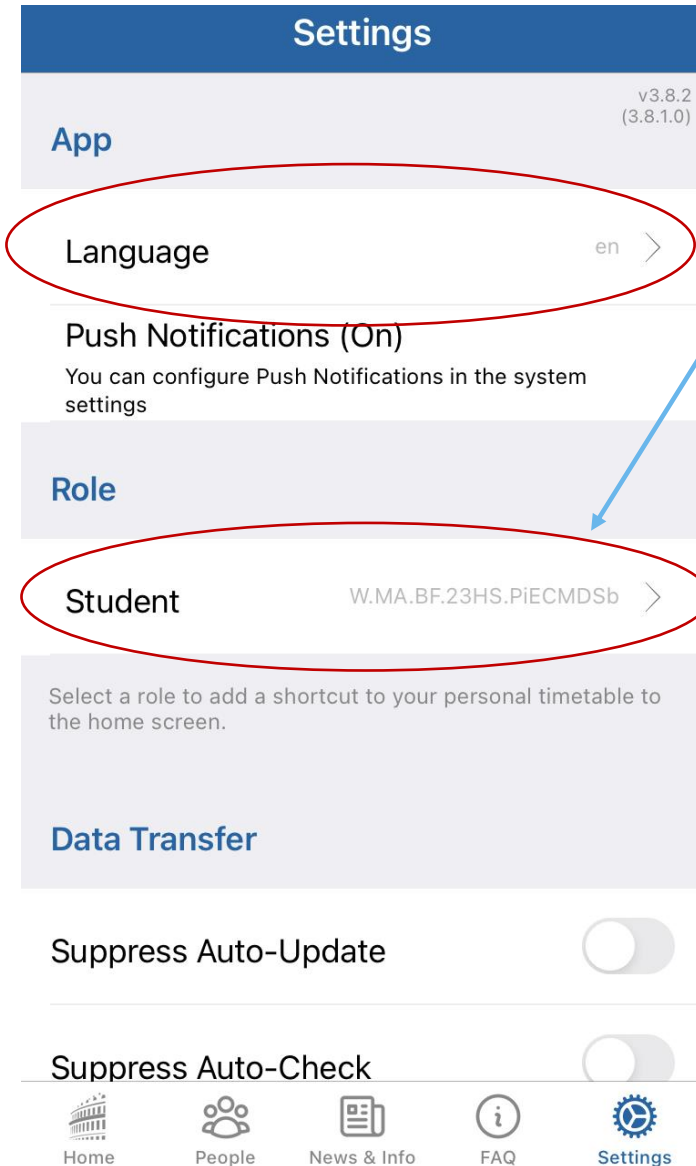 Settings
v3.8.2
(3.8.1.0)
App
Language en
Push Notifications (On)
You can configure Push Notifications in the system
settings
Role
Student W.MA.BF.23HS.PiECMDSb
Select a role to add a shortcut to your personal timetable to
the home screen.
Data Transfer
Suppress Auto-Update
Suppress Auto-Check
Home People News & Info FAQ Settings